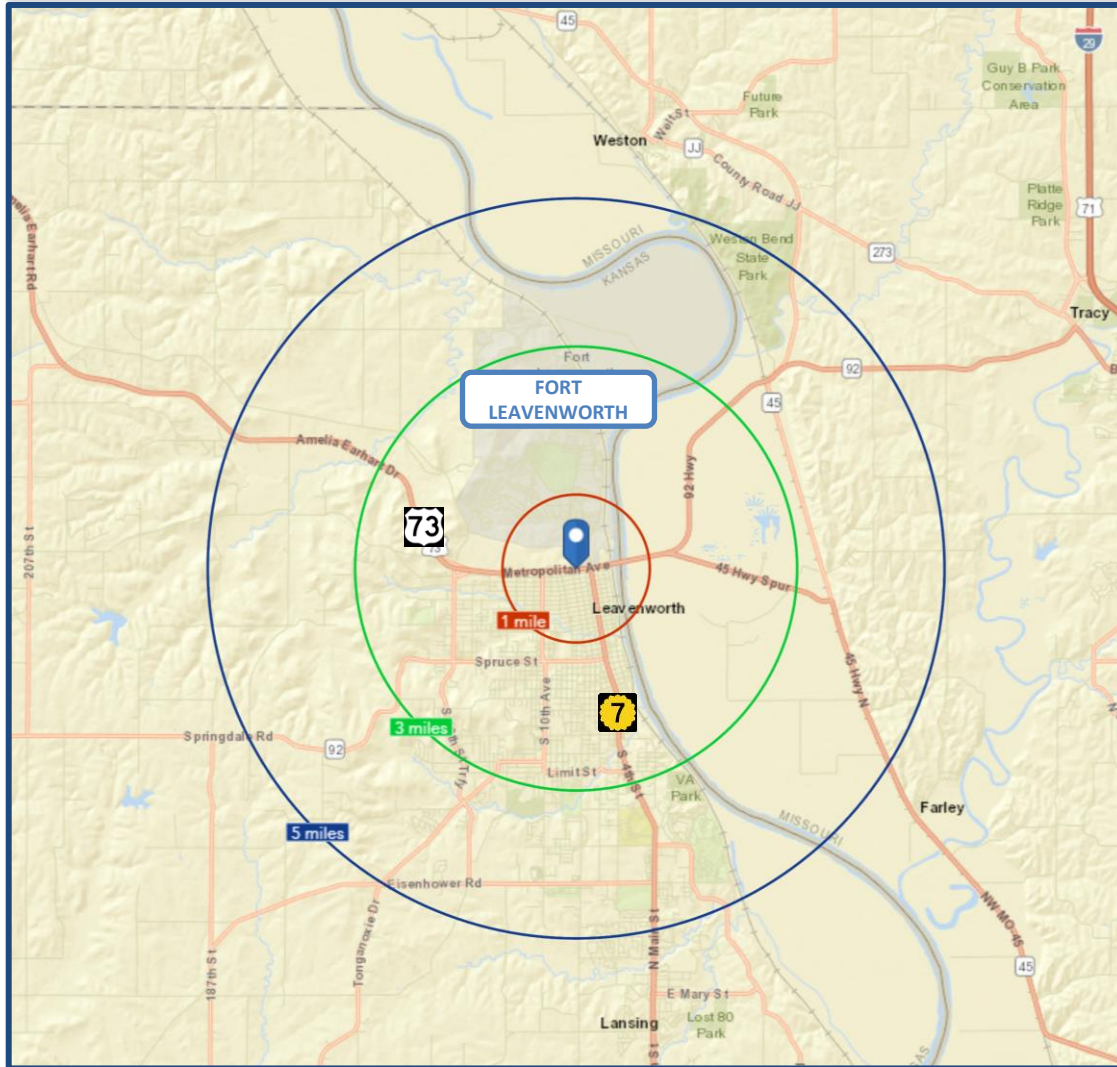 45
29
Guy B Park
Conservation
Area
Future
Park
Welt St
Weston
JJ
County Road JJ
Platte
Ridge
Park
71
Amelia Earhart Rd
MISSOURI
KANSAS
Weston Bend
State
Park
273
Tracy
Fort
92
FORT
LEAVENWORTH
45
Amelia Earhart Dr
92 Hwy
73
73
207th St
Metropolitan Ave
45 Hwy Spur
1 mile
Leavenworth
Spruce St
45 Hwy N
S 10th Ave
7
3 miles
Springdale Rd
92
S 4th St
Limit St
VA
Park
5 miles
MISSOURI
Farley
Eisenhower Rd
NW MO-45
Tonganoxie Dr
187th St
N Main St
45
E Mary St
Lansing
Lost 80
Park